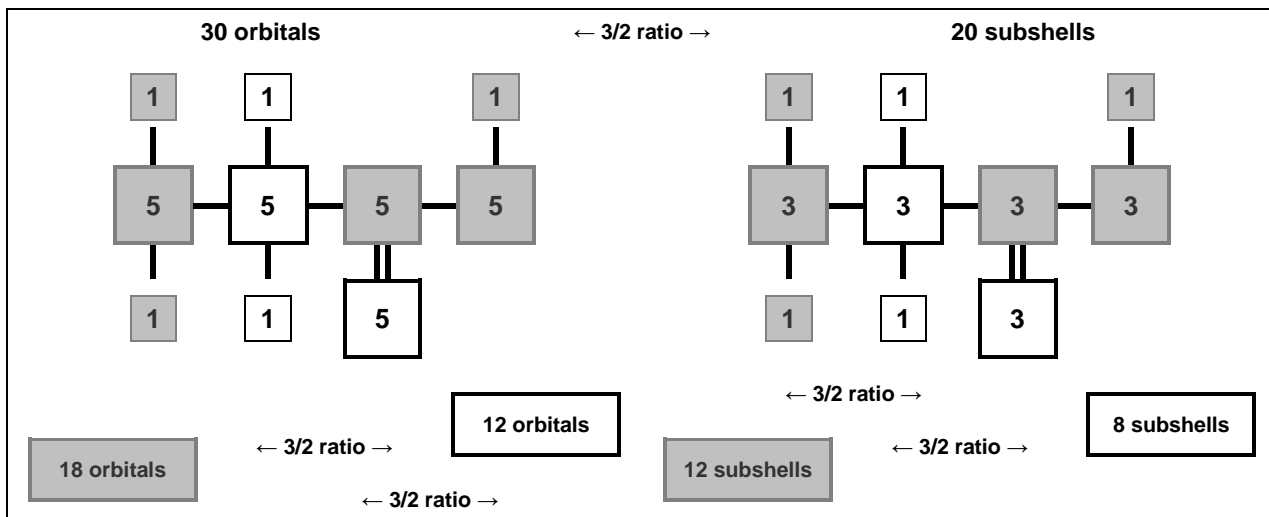 30 orbitals ← 3/2 ratio → 20 subshells
1 1 1 1 1 1
5 5 5 5 3 3 3 3
1 1 5 1 1 3
← 3/2 ratio →
12 orbitals 8 subshells
← 3/2 ratio → ← 3/2 ratio →
18 orbitals 12 subshells
← 3/2 ratio →